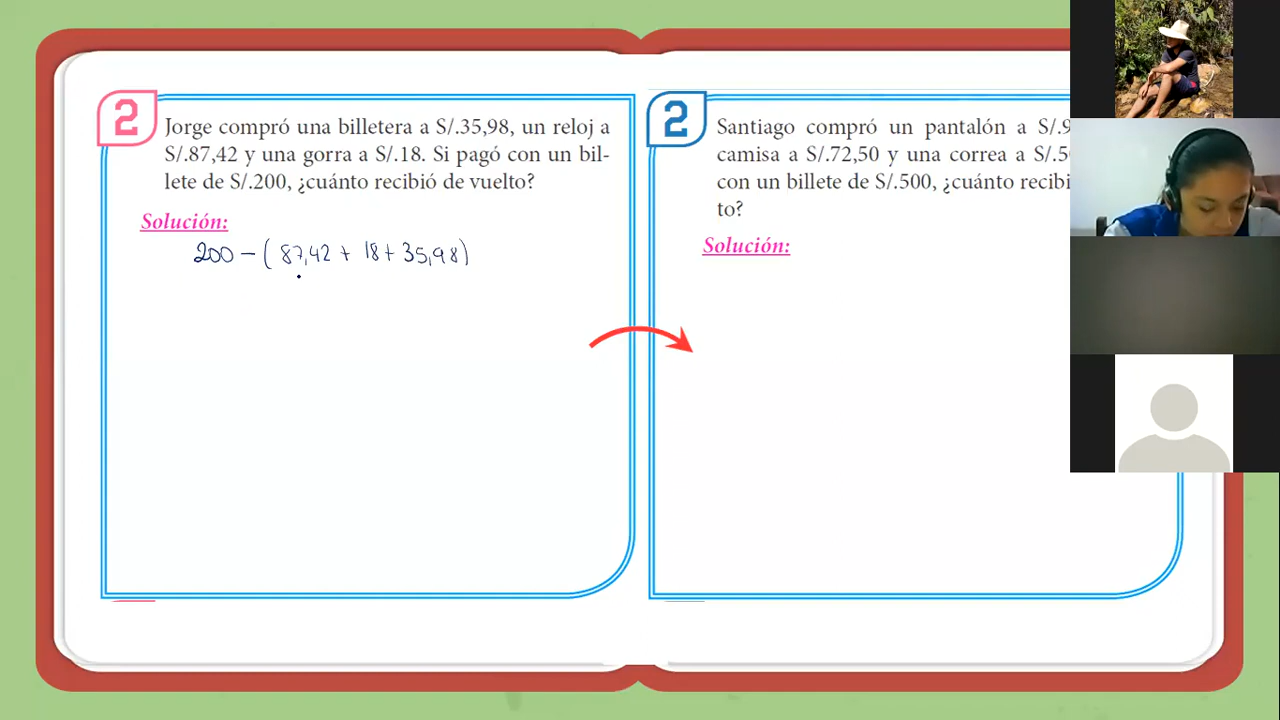 2
Jorge compró una billetera a S/.35,98, un reloj a
S/.87,42 y una gorra a S/.18. Si pagó con un bil-
lete de S/.200, ¿cuánto recibió de vuelto?
Solución:
200 - ( 87,42 + 18 + 35,98)
2
Santiago compró un pantalón a S/.9
camisa a S/.72,50 y una correa a S/.5
con un billete de S/.500, ¿cuánto recibi
to?
Solución: